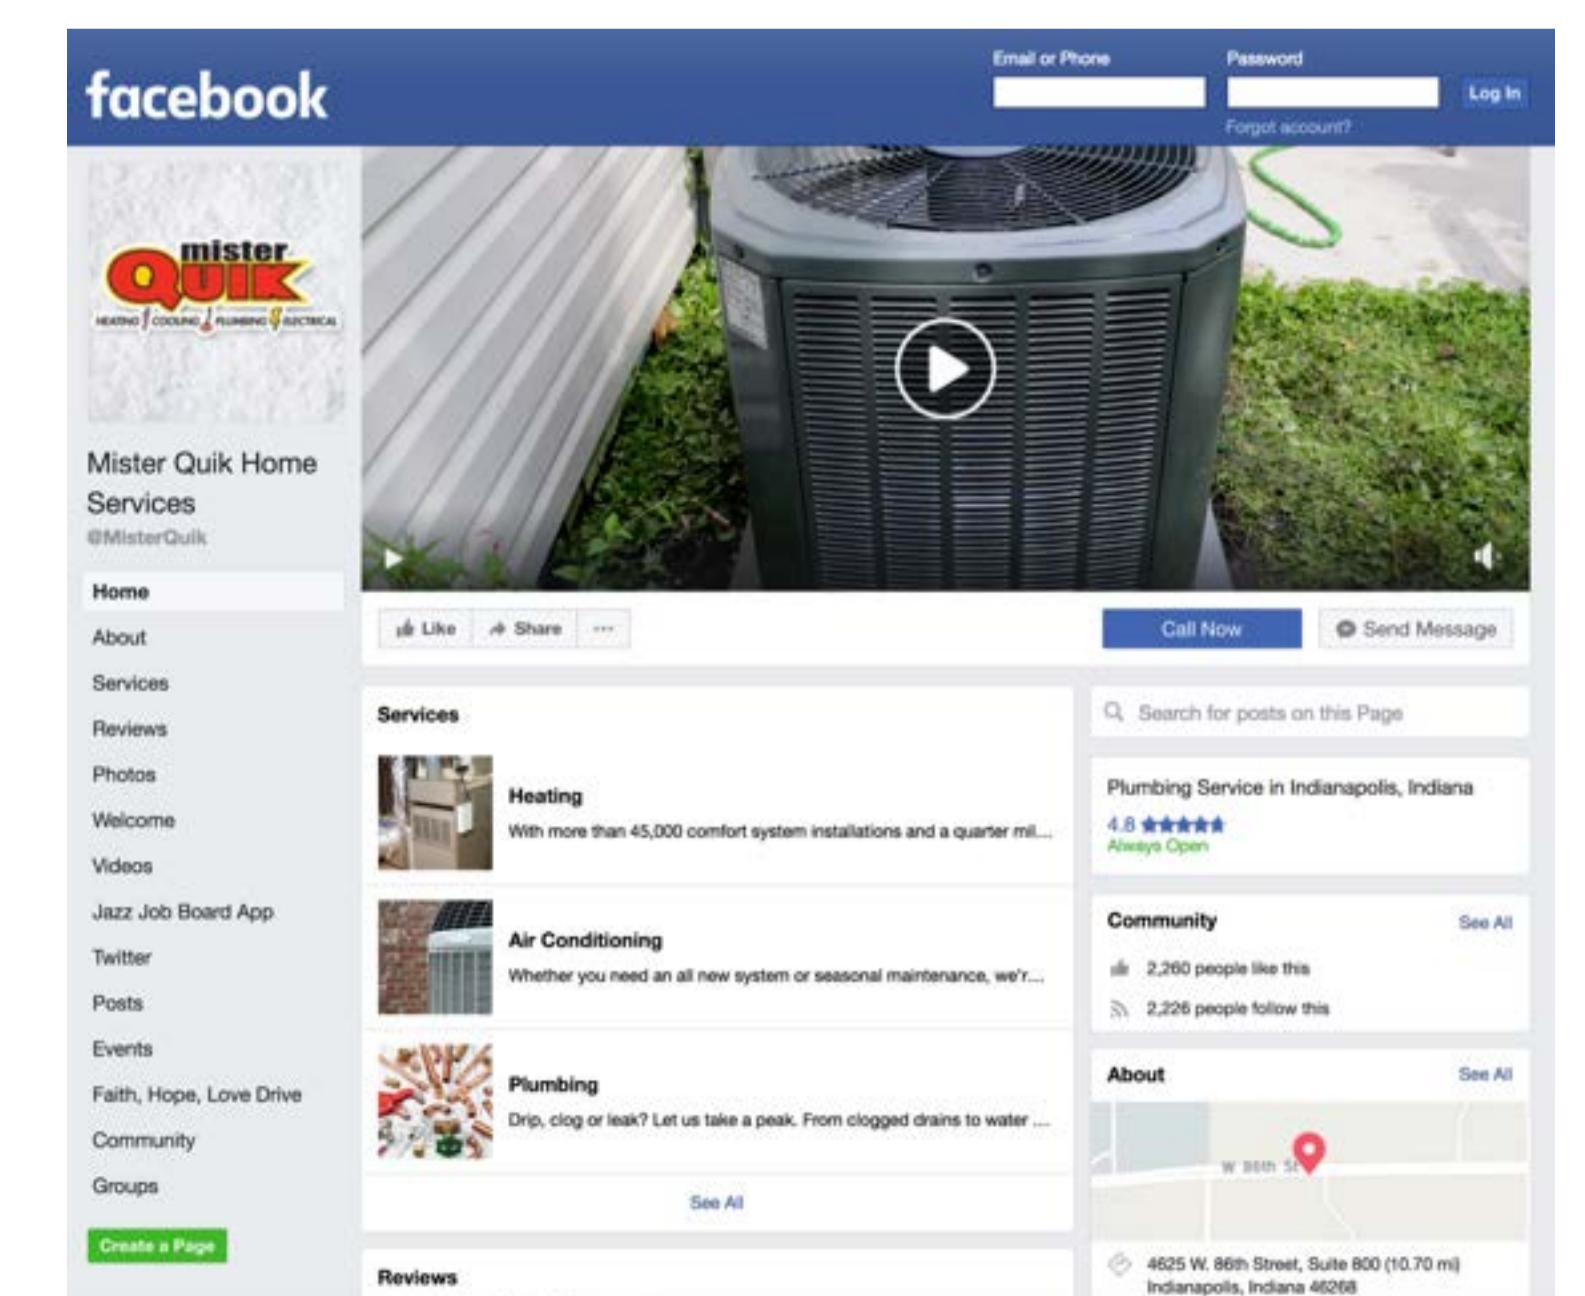 facebook
Email or Phone
Password
Log In
Forgot account?
mister
QUIK
HEATING COOLING PLUMBING ELECTRICAL
Mister Quik Home
Services
@MisterQuik
Home
About
Services
Reviews
Photos
Welcome
Videos
Jazz Job Board App
Twitter
Posts
Events
Faith, Hope, Love Drive
Community
Groups
Create a Page
Like
Share
...
Call Now
Send Message
Services
Heating
With more than 45,000 comfort system installations and a quarter mil...
Air Conditioning
Whether you need an all new system or seasonal maintenance, we'r...
Plumbing
Drip, clog or leak? Let us take a peak. From clogged drains to water ...
See All
Reviews
Search for posts on this Page
Plumbing Service in Indianapolis, Indiana
4.8 ★★★★★
Always Open
Community
See All
2,260 people like this
2,226 people follow this
About
See All
W 86th St
4625 W. 86th Street, Suite 800 (10.70 mi)
Indianapolis, Indiana 46268